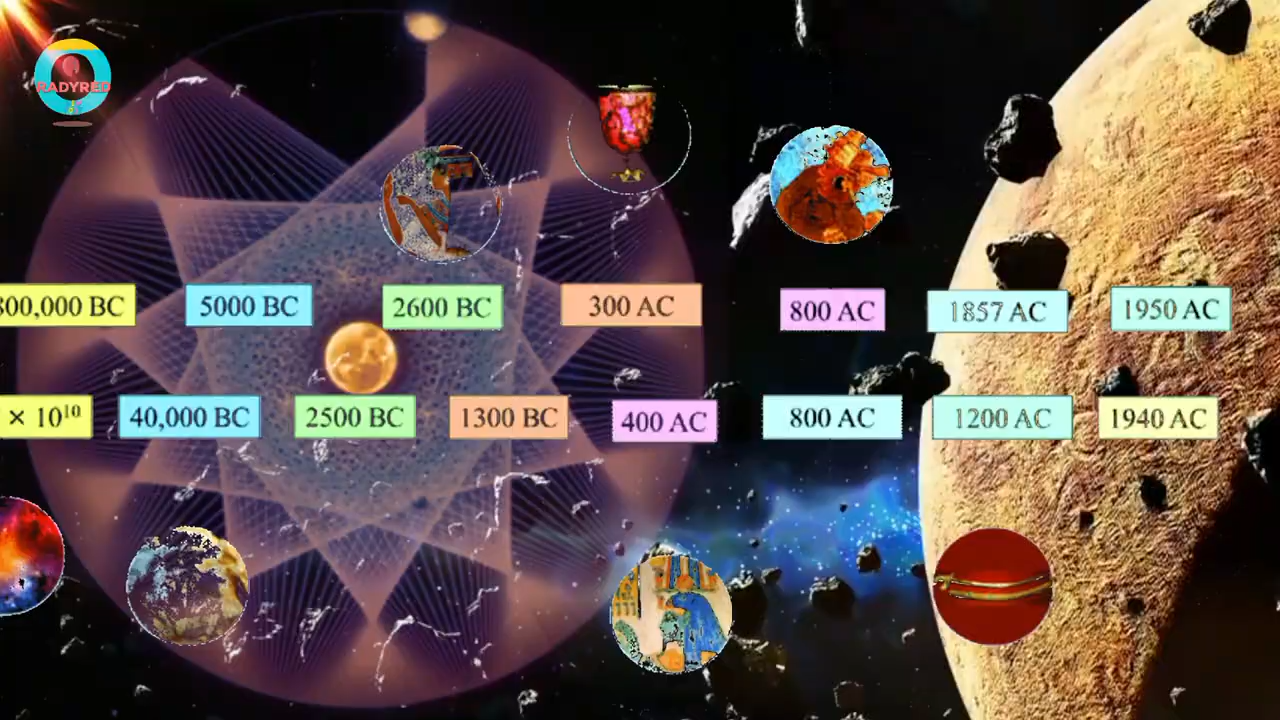 RADYRED
800,000 BC
5000 BC
2600 BC
300 AC
800 AC
1857 AC
1950 AC
× 10¹⁰
40,000 BC
2500 BC
1300 BC
400 AC
800 AC
1200 AC
1940 AC